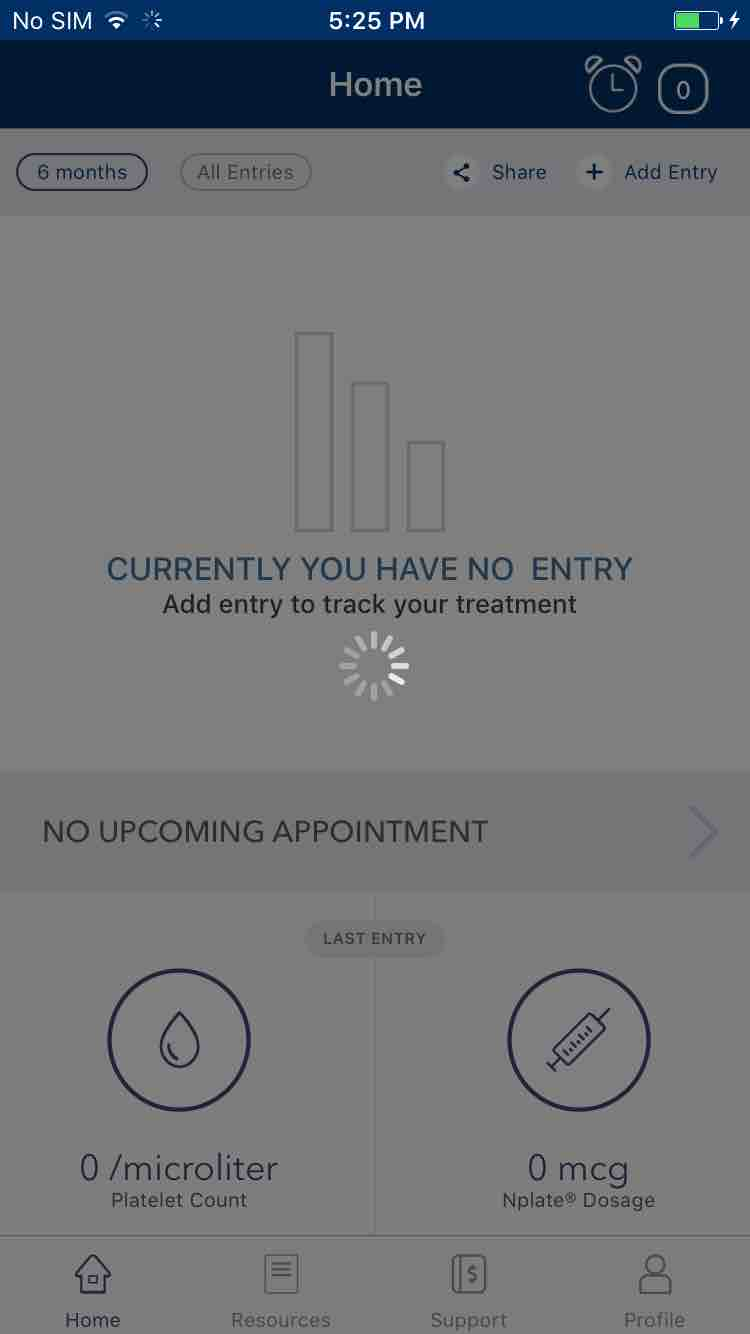 No SIM 5:25 PM
Home 0
6 months All Entries Share + Add Entry
CURRENTLY YOU HAVE NO ENTRY
Add entry to track your treatment
NO UPCOMING APPOINTMENT
LAST ENTRY
0 /microliter 0 mcg
Platelet Count Nplate® Dosage
$
Home Resources Support Profile